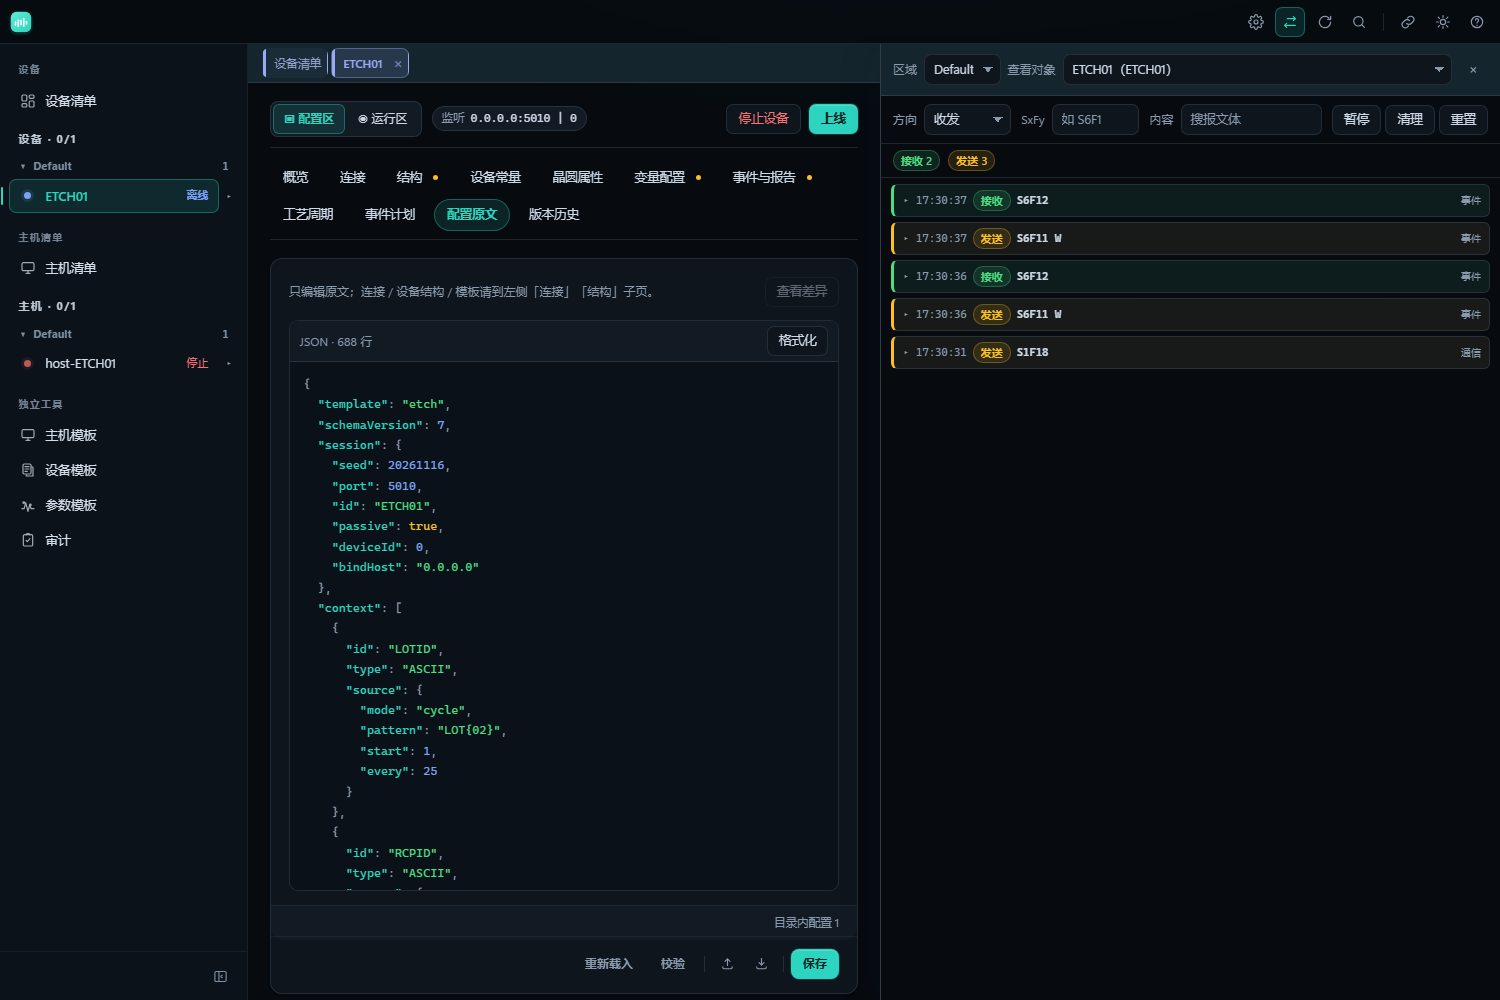 设备
设备清单
设备 · 0/1
Default 1
ETCH01 离线
主机清单
主机清单
主机 · 0/1
Default 1
host-ETCH01 停止
独立工具
主机模板
设备模板
参数模板
审计
设备清单
ETCH01 ×
配置区 运行区 监听 0.0.0.0:5010 | 0 停止设备 上线
概览 连接 结构 设备常量 晶圆属性 变量配置 事件与报告
工艺周期 事件计划 配置原文 版本历史
只编辑原文；连接 / 设备结构 / 模板请到左侧「连接」「结构」子页。 查看差异
JSON · 688 行 格式化
{
"template": "etch",
"schemaVersion": 7,
"session": {
"seed": 20261116,
"port": 5010,
"id": "ETCH01",
"passive": true,
"deviceId": 0,
"bindHost": "0.0.0.0"
},
"context": [
{
"id": "LOTID",
"type": "ASCII",
"source": {
"mode": "cycle",
"pattern": "LOT{02}",
"start": 1,
"every": 25
}
},
{
"id": "RCPID",
"type": "ASCII",
目录内配置 1
重新载入 校验 保存
区域 Default 查看对象 ETCH01 (ETCH01) ×
方向 收发 SxFy 如 S6F1 内容 搜报文体 暂停 清理 重置
接收 2 发送 3
17:30:37 接收 S6F12 事件
17:30:37 发送 S6F11 W 事件
17:30:36 接收 S6F12 事件
17:30:36 发送 S6F11 W 事件
17:30:31 发送 S1F18 通信